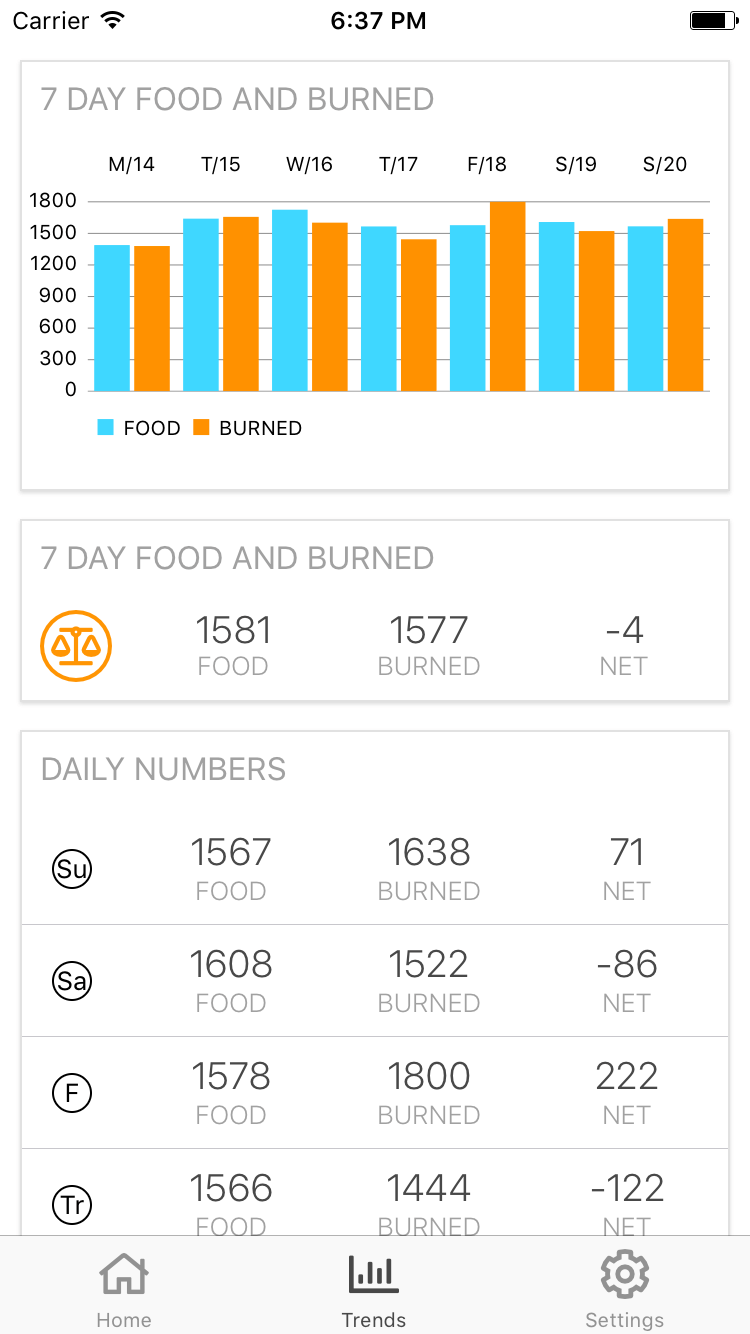 Carrier 6:37 PM
7 DAY FOOD AND BURNED
M/14 T/15 W/16 T/17 F/18 S/19 S/20
1800
1500
1200
900
600
300
0
FOOD BURNED
7 DAY FOOD AND BURNED
1581 1577 -4
FOOD BURNED NET
DAILY NUMBERS
Su
1567 1638 71
FOOD BURNED NET
Sa
1608 1522 -86
FOOD BURNED NET
F
1578 1800 222
FOOD BURNED NET
Tr
1566 1444 -122
FOOD BURNED NET
Home Trends Settings